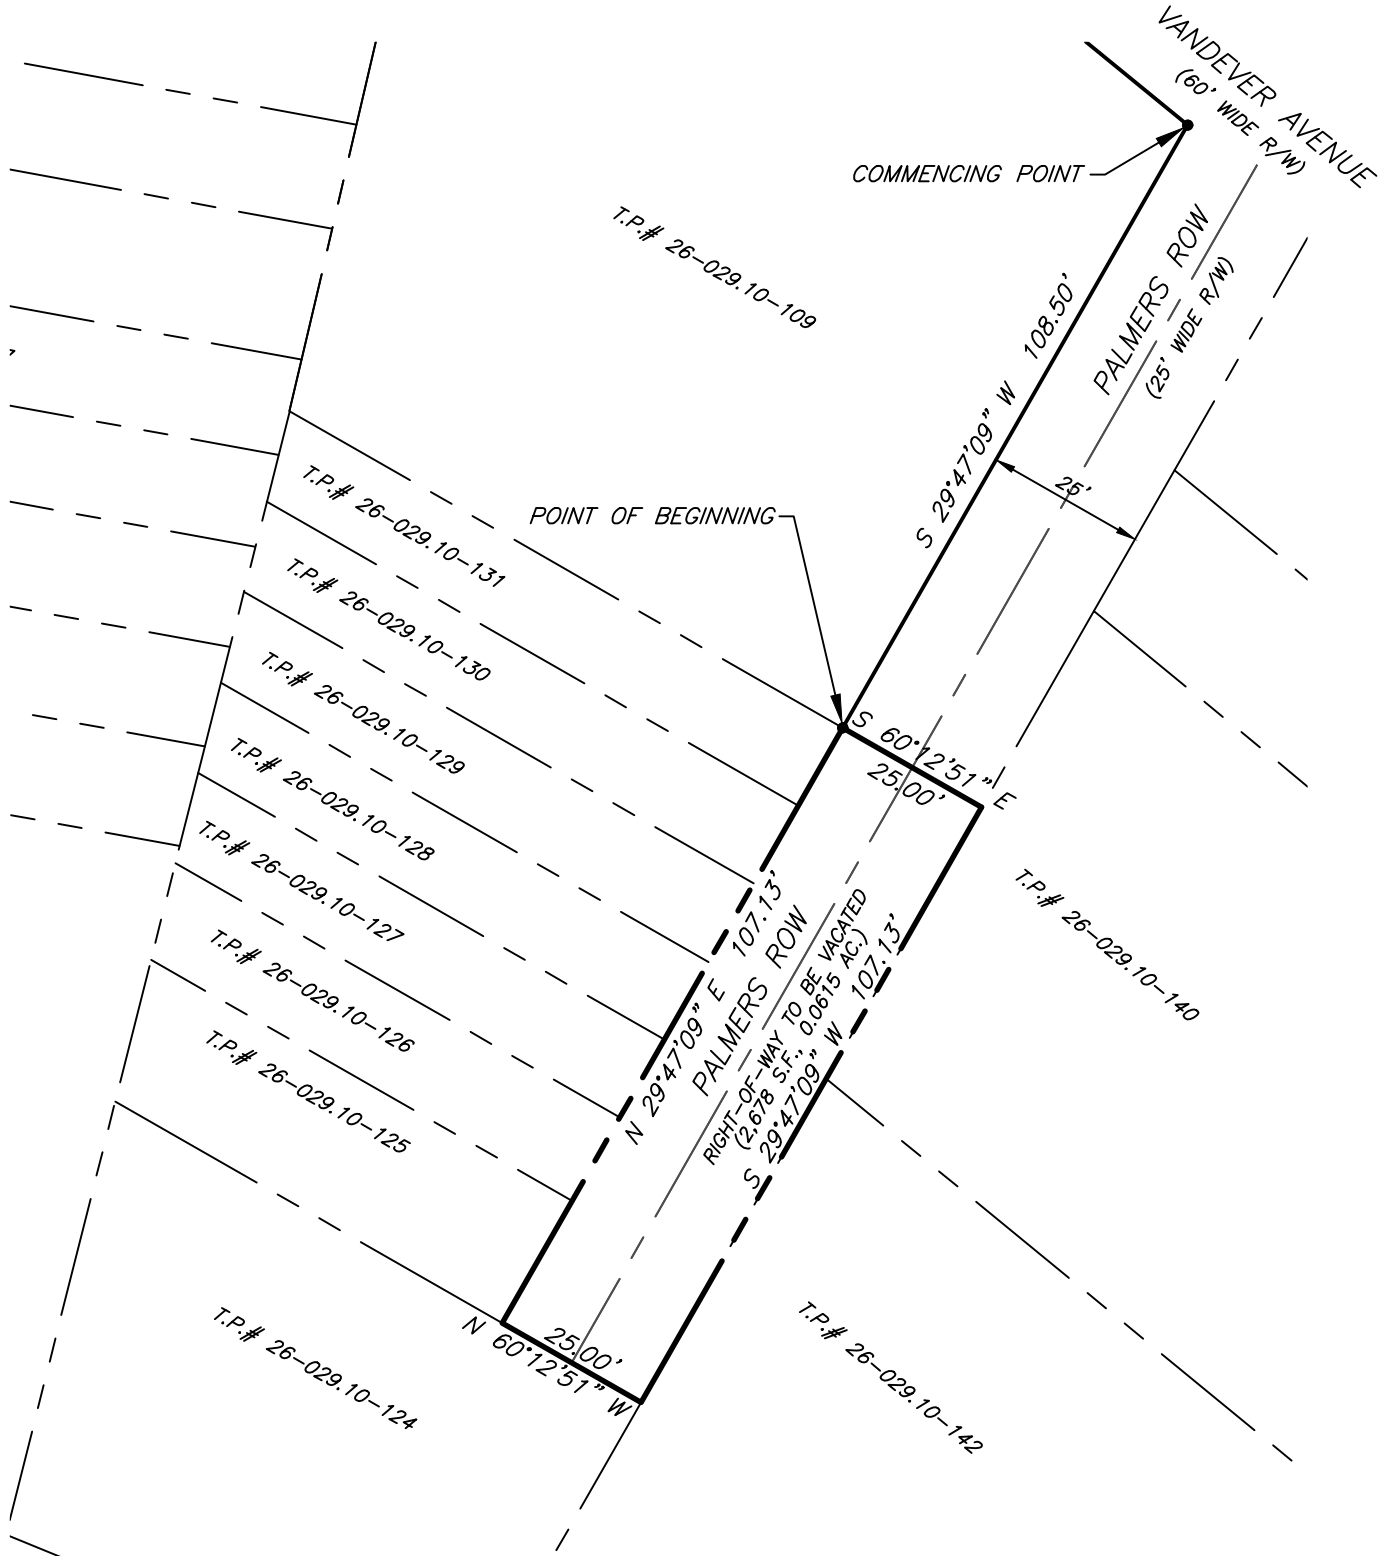 VANDEVER AVENUE
(60' WIDE R/W)
COMMENCING POINT
T.P.# 26-029.10-109
PALMERS ROW
(25' WIDE R/W)
S 29°47'09" W 108.50'
25'
T.P.# 26-029.10-131
POINT OF BEGINNING
T.P.# 26-029.10-130
T.P.# 26-029.10-129
S 60°12'51" E
25.00'
T.P.# 26-029.10-128
T.P.# 26-029.10-127
T.P.# 26-029.10-126
T.P.# 26-029.10-125
N 29°47'09" E 107.13'
PALMERS ROW
RIGHT-OF-WAY TO BE VACATED
(2,678 S.F., 0.0615 AC.)
S 29°47'09" W 107.13'
T.P.# 26-029.10-140
25.00'
N 60°12'51" W
T.P.# 26-029.10-124
T.P.# 26-029.10-142